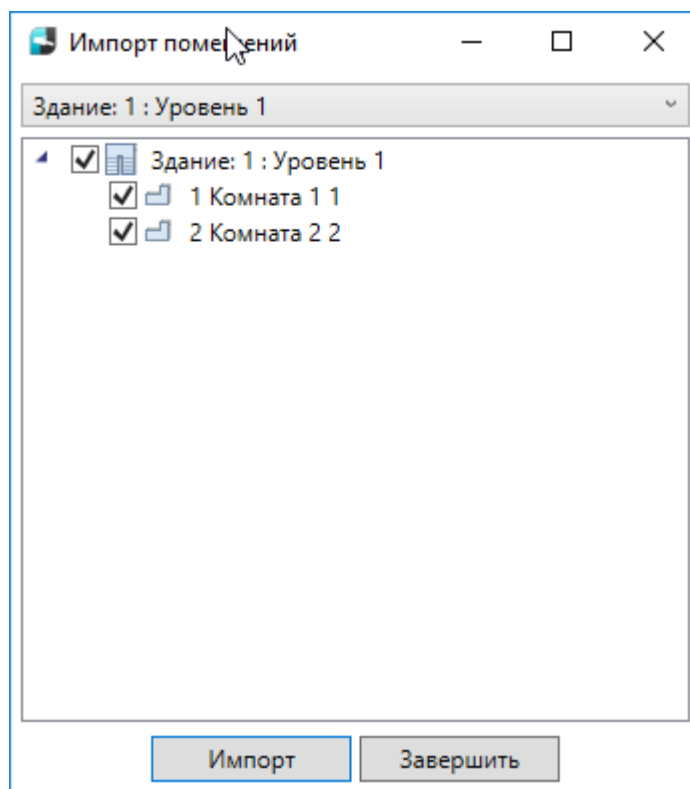 Импорт помещений
Здание: 1 : Уровень 1
Здание: 1 : Уровень 1
1 Комната 1 1
2 Комната 2 2
Импорт
Завершить